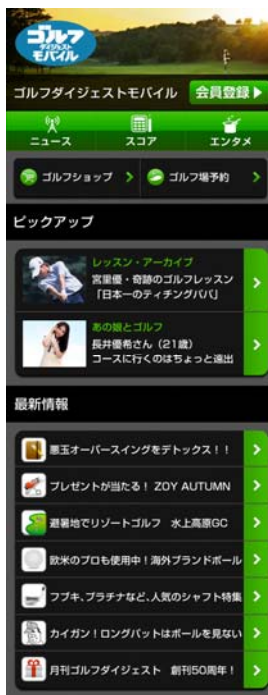 ゴルフ
ダイジェスト
モバイル
ゴルフダイジェストモバイル 会員登録▶
ニュース スコア エンタメ
ゴルフショップ ゴルフ場予約
ピックアップ
レッスン・アーカイブ
宮里優・奇跡のゴルフレッスン
「日本一のティチングパパ」
あの娘とゴルフ
長井優希さん（21歳）
コースに行くのはちょっと遠出
最新情報
悪玉オーバースイングをデトックス！！
プレゼントが当たる！ ZOY AUTUMN
避暑地でリゾートゴルフ 水上高原GC
欧米のプロも使用中！海外ブランドボール
フブキ、プラチナなど、人気のシャフト特集
カイガン！ロングパットはボールを見ない
月刊ゴルフダイジェスト 創刊50周年！